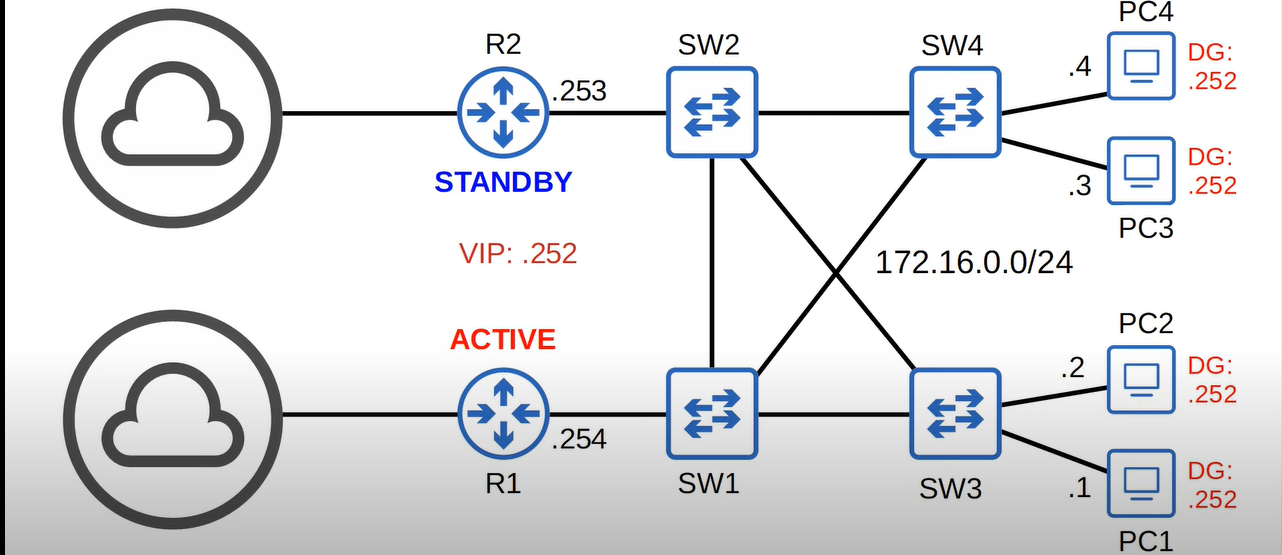 PC4
R2
SW2
SW4
DG:
.252
.4
.253
DG:
.252
STANDBY
.3
PC3
VIP: .252
172.16.0.0/24
PC2
ACTIVE
.2
DG:
.252
.254
R1
SW1
SW3
.1
DG:
.252
PC1